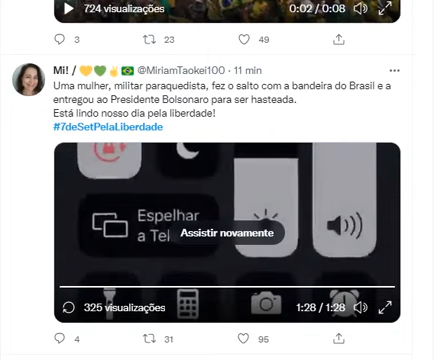 724 visualizações
0:02 / 0:08
3
23
49
Mi! / @MiriamTaokei100 · 11 min
Uma mulher, militar paraquedista, fez o salto com a bandeira do Brasil e a
entregou ao Presidente Bolsonaro para ser hasteada.
Está lindo nosso dia pela liberdade!
#7deSetPelaLiberdade
Espelhar
a Tel
Assistir novamente
325 visualizações
1:28 / 1:28
4
31
95